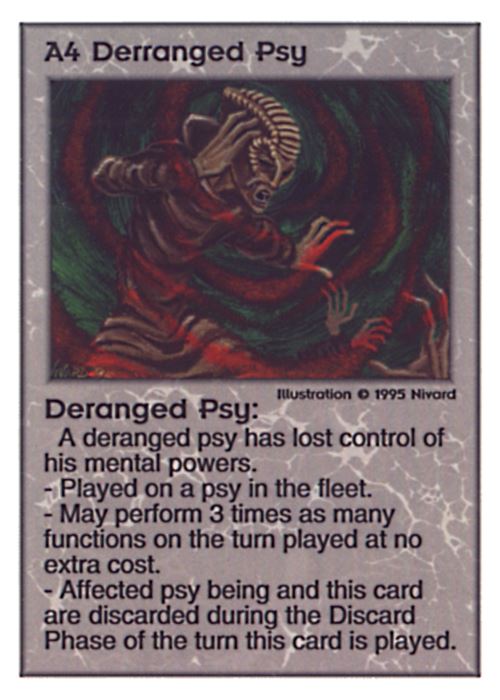 A4 Derranged Psy
Illustration © 1995 Nivard
Deranged Psy:
A deranged psy has lost control of
his mental powers.
- Played on a psy in the fleet.
- May perform 3 times as many
functions on the turn played at no
extra cost.
- Affected psy being and this card
are discarded during the Discard
Phase of the turn this card is played.